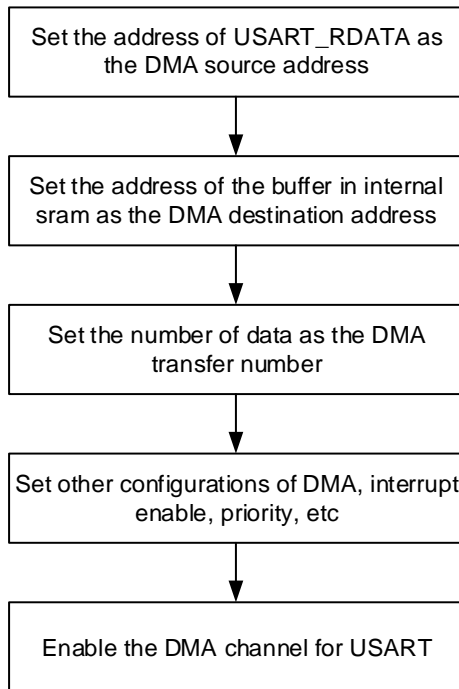 Set the address of USART_RDATA as
the DMA source address
Set the address of the buffer in internal
sram as the DMA destination address
Set the number of data as the DMA
transfer number
Set other configurations of DMA, interrupt
enable, priority, etc
Enable the DMA channel for USART